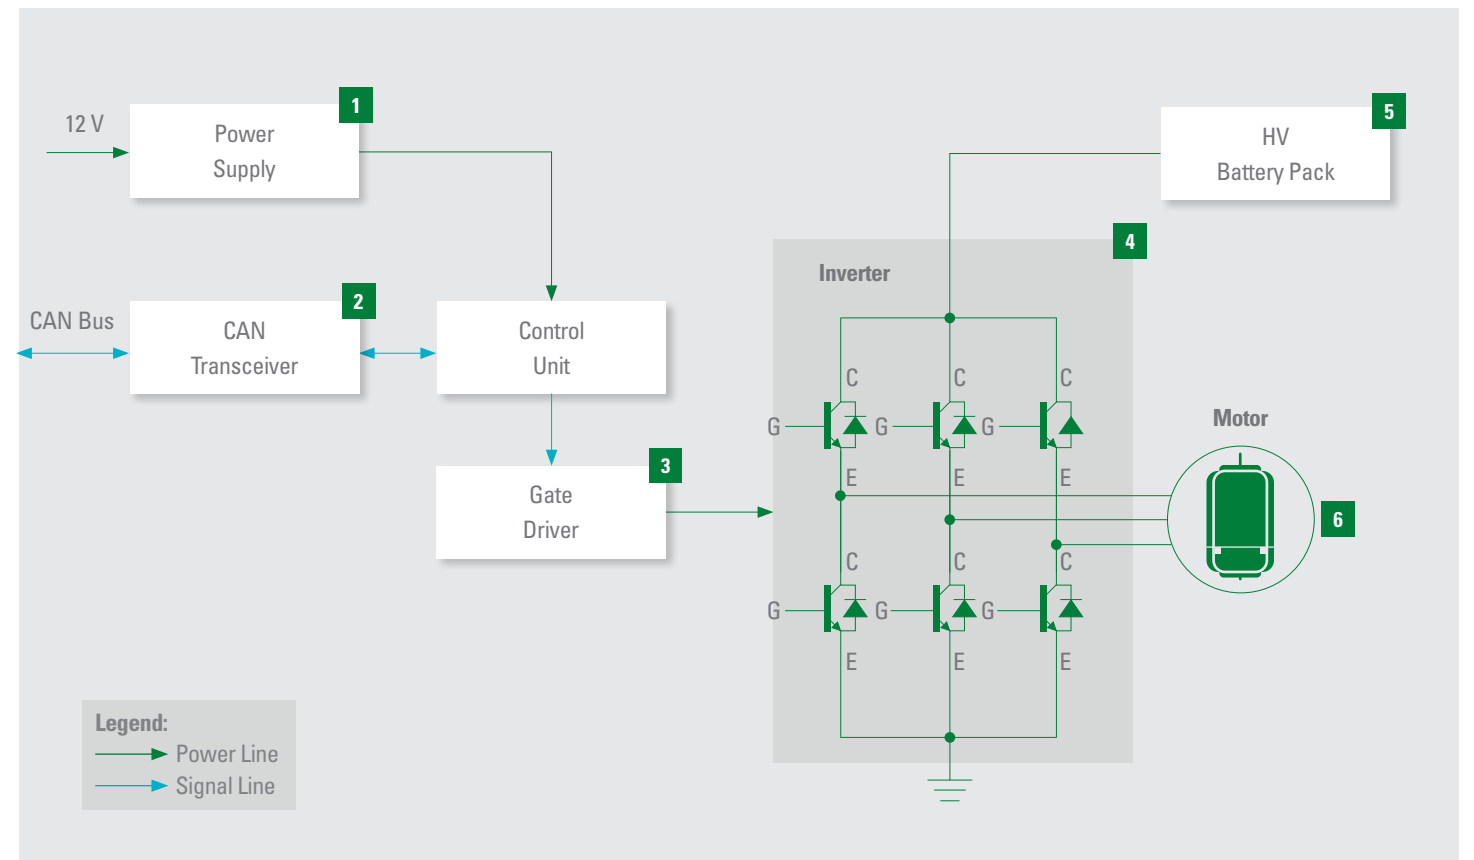 1
12 V
Power
Supply
5
HV
Battery Pack
4
Inverter
2
CAN Bus
CAN
Transceiver
Control
Unit
C C C
G G G
E E E
Motor
3
Gate
Driver
6
C C C
G G G
E E E
Legend:
Power Line
Signal Line